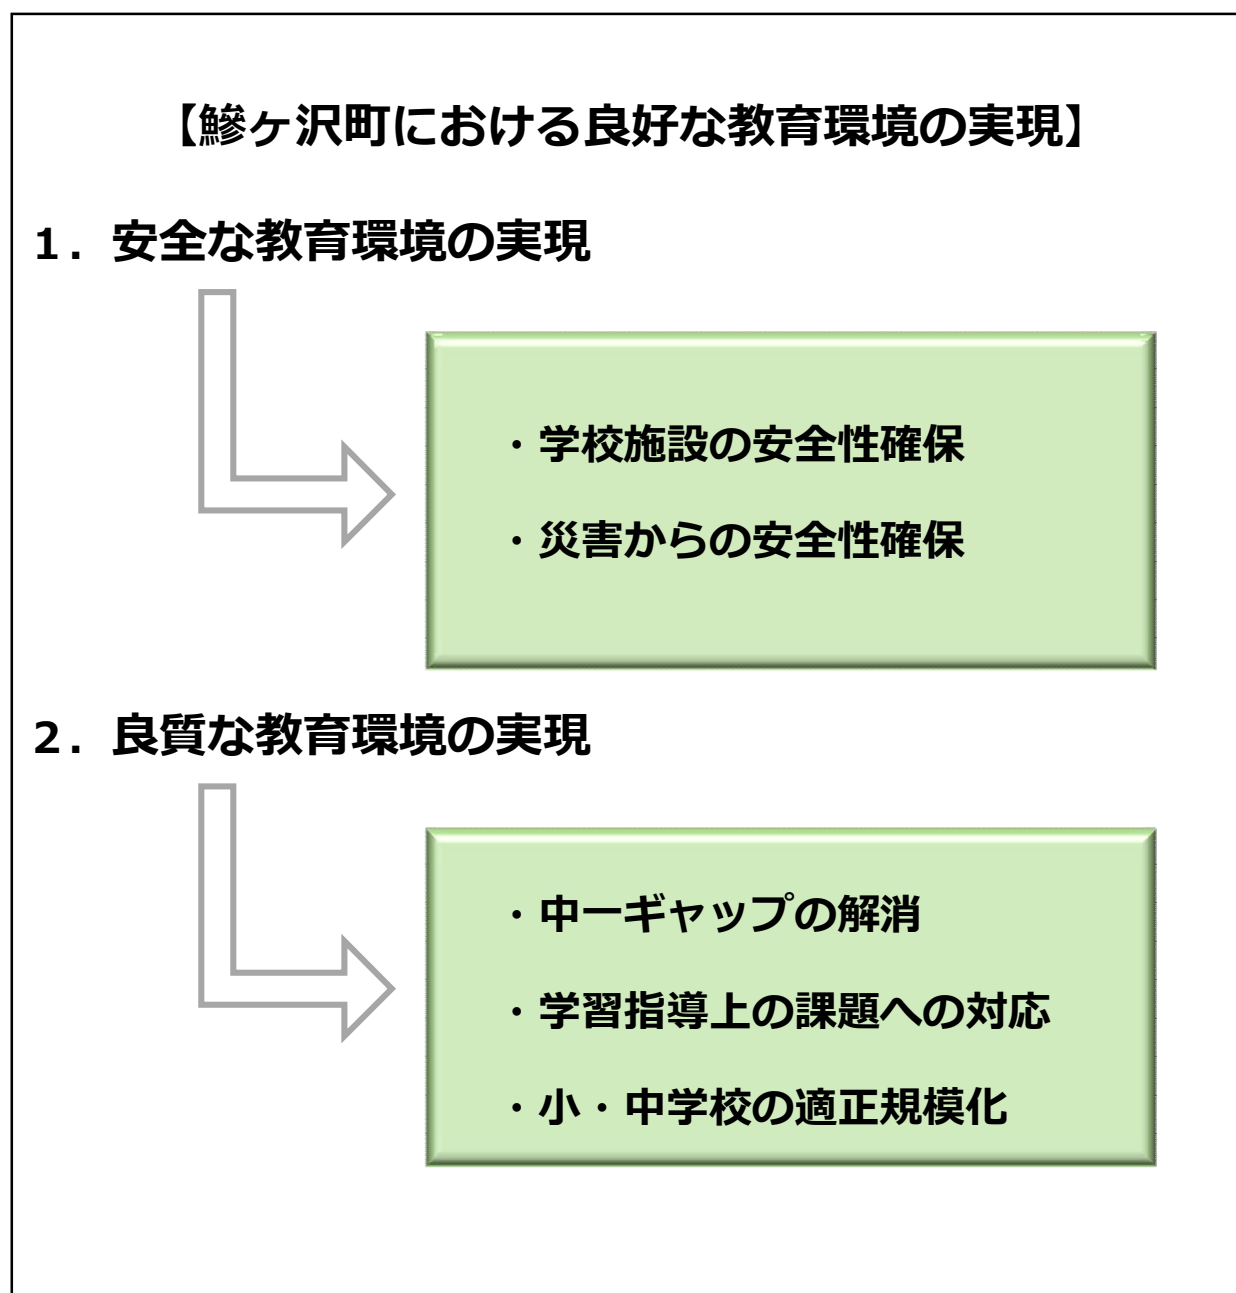 【鰺ヶ沢町における良好な教育環境の実現】
1．安全な教育環境の実現
・学校施設の安全性確保
・災害からの安全性確保
2．良質な教育環境の実現
・中一ギャップの解消
・学習指導上の課題への対応
・小・中学校の適正規模化